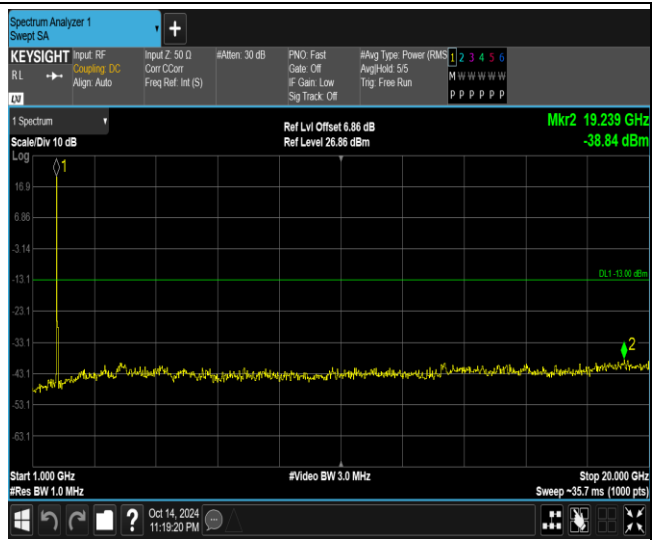 Spectrum Analyzer 1
Swept SA
+
KEYSIGHT Input: RF Input Z: 50 Ω #Atten: 30 dB PNO: Fast #Avg Type: Power (RMS 1 2 3 4 5 6
RL Coupling: DC Corr CCorr Gate: Off Avg|Hold: 5/5 M W W W W W
Align: Auto Freq Ref: Int (S) IF Gain: Low Trig: Free Run
LXI Sig Track: Off P P P P P P
1 Spectrum Ref Lvl Offset 6.86 dB Mkr2 19.239 GHz
Scale/Div 10 dB Ref Level 26.86 dBm -38.84 dBm
Log
1
16.9
6.86
-3.14
DL1 -13.00 dBm
-13.1
-23.1
-33.1
2
-43.1
-53.1
-63.1
Start 1.000 GHz #Video BW 3.0 MHz Stop 20.000 GHz
#Res BW 1.0 MHz Sweep ~35.7 ms (1000 pts)
? Oct 14, 2024
11:19:20 PM